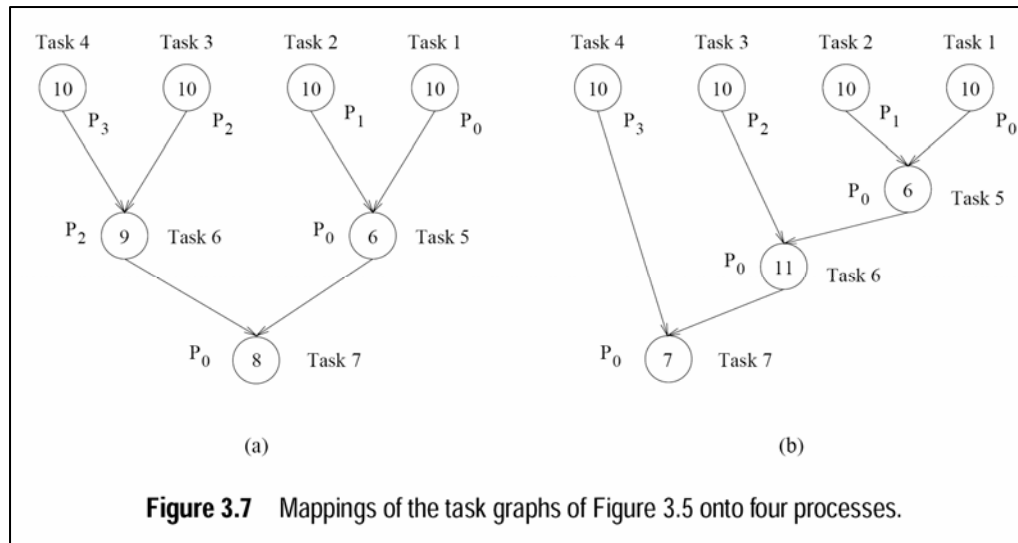 Task 4 Task 3 Task 2 Task 1 Task 4 Task 3 Task 2 Task 1
10 10 10 10 10 10 10 10
P3 P2 P1 P0 P3 P2 P1 P0
P0 6 Task 5
P2 9 Task 6 P0 6 Task 5
P0 11 Task 6
P0 8 Task 7 P0 7 Task 7
(a) (b)
Figure 3.7 Mappings of the task graphs of Figure 3.5 onto four processes.